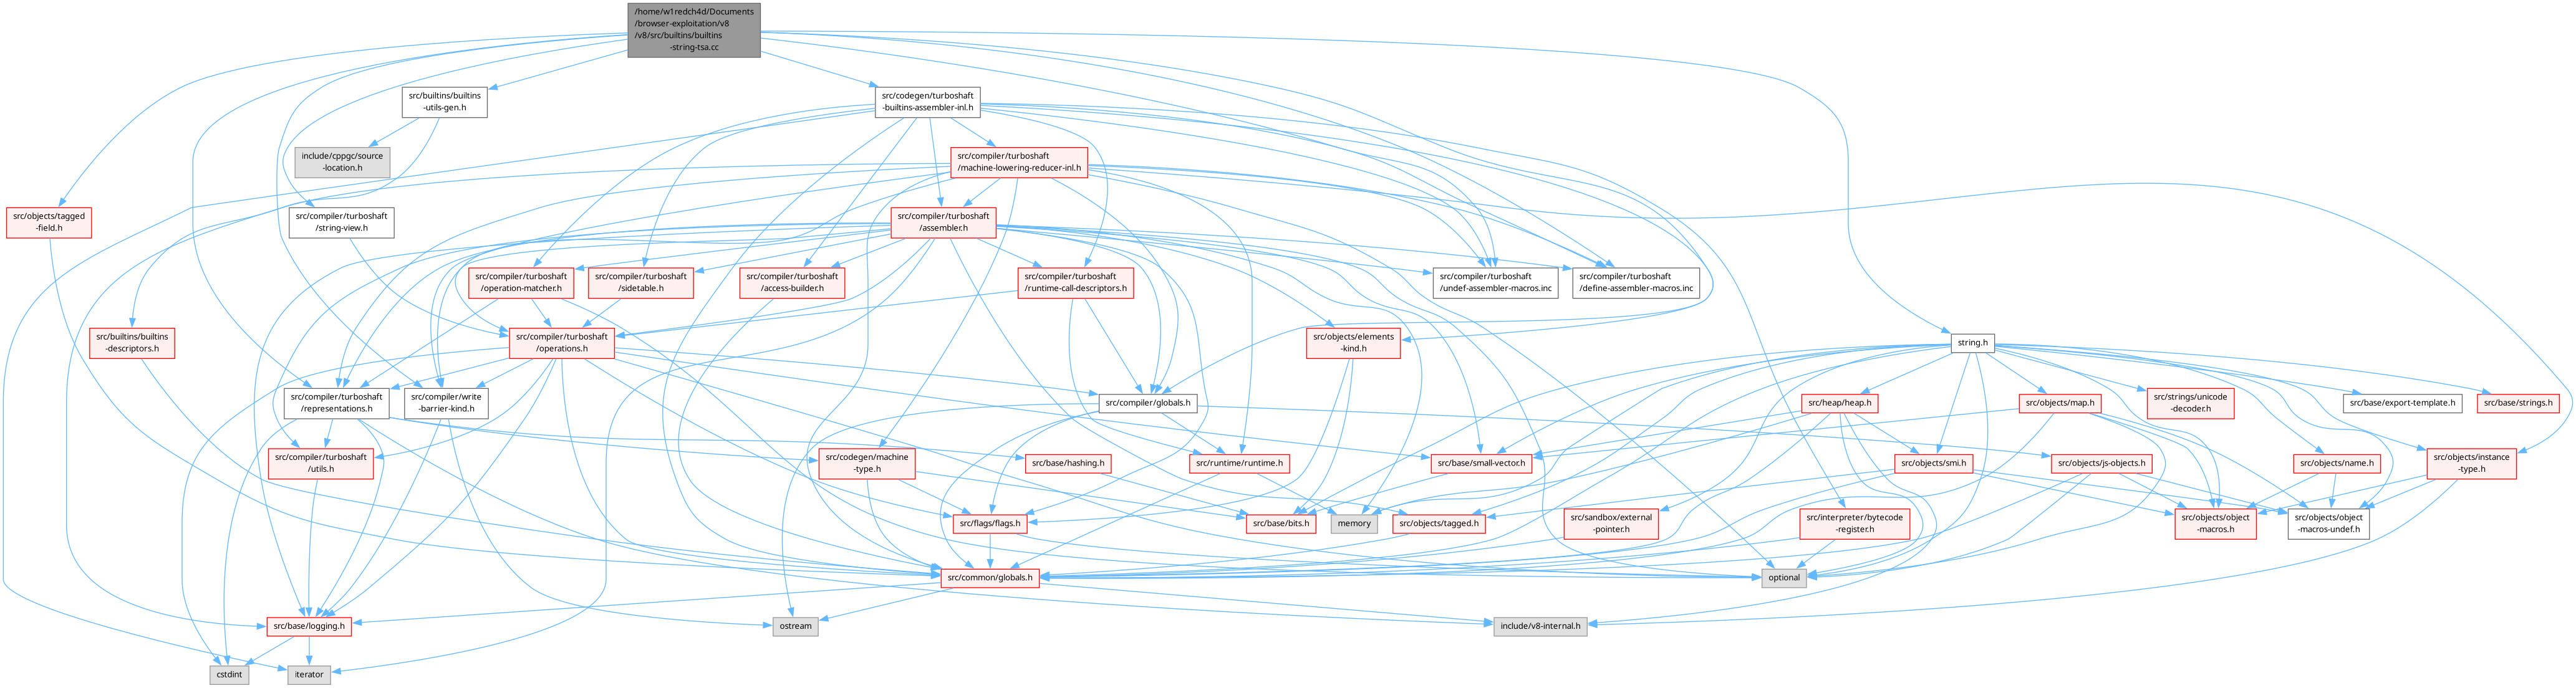 /home/w1redch4d/Documents
/browser-exploitation/v8
/v8/src/builtins/builtins
-string-tsa.cc
src/builtins/builtins
-utils-gen.h
src/codegen/turboshaft
-builtins-assembler-inl.h
include/cppgc/source
-location.h
src/compiler/turboshaft
/machine-lowering-reducer-inl.h
src/objects/tagged
-field.h
src/compiler/turboshaft
/string-view.h
src/compiler/turboshaft
/assembler.h
src/compiler/turboshaft
/operation-matcher.h
src/compiler/turboshaft
/sidetable.h
src/compiler/turboshaft
/access-builder.h
src/compiler/turboshaft
/runtime-call-descriptors.h
src/compiler/turboshaft
/undef-assembler-macros.inc
src/compiler/turboshaft
/define-assembler-macros.inc
src/builtins/builtins
-descriptors.h
src/compiler/turboshaft
/operations.h
src/objects/elements
-kind.h
string.h
src/compiler/turboshaft
/representations.h
src/compiler/write
-barrier-kind.h
src/compiler/globals.h
src/heap/heap.h
src/objects/map.h
src/strings/unicode
-decoder.h
src/base/export-template.h
src/base/strings.h
src/compiler/turboshaft
/utils.h
src/codegen/machine
-type.h
src/base/hashing.h
src/runtime/runtime.h
src/base/small-vector.h
src/objects/smi.h
src/objects/js-objects.h
src/objects/name.h
src/objects/instance
-type.h
src/flags/flags.h
src/base/bits.h
memory
src/objects/tagged.h
src/sandbox/external
-pointer.h
src/interpreter/bytecode
-register.h
src/objects/object
-macros.h
src/objects/object
-macros-undef.h
src/common/globals.h
optional
src/base/logging.h
ostream
include/v8-internal.h
cstdint
iterator